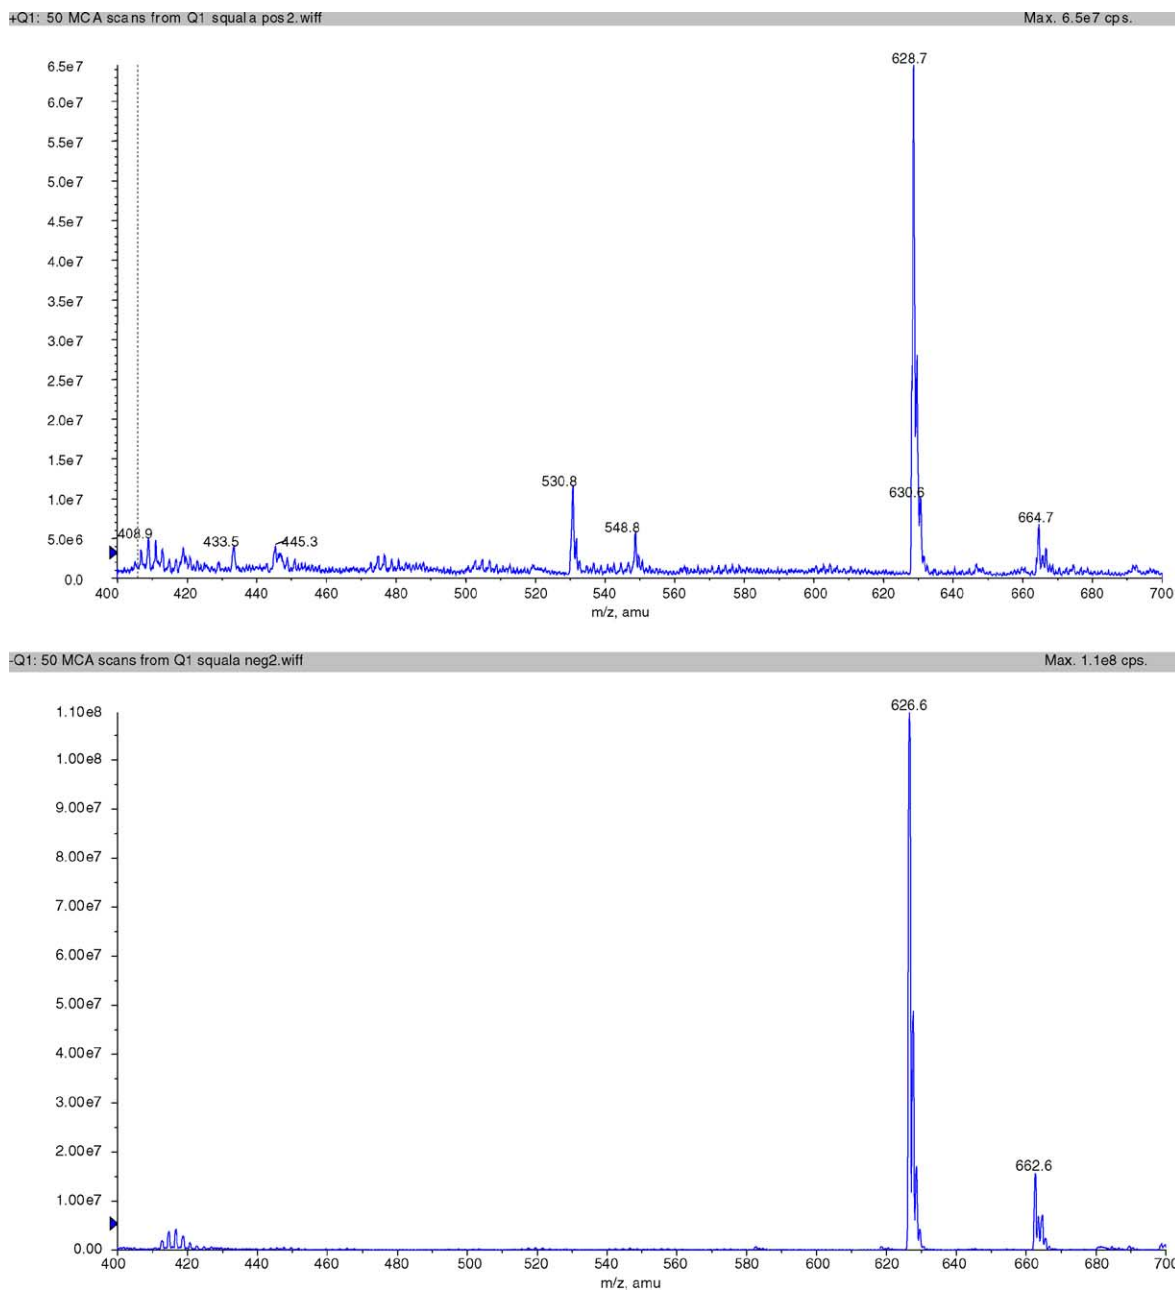 +Q1: 50 MCA scans from Q1 squala pos2.wiff Max. 6.5e7 cps.
628.7
6.5e7
6.0e7
5.5e7
5.0e7
4.5e7
4.0e7
3.5e7
3.0e7
2.5e7
2.0e7
1.5e7
530.8
1.0e7 630.6
664.7
548.8
5.0e6 408.9 433.5 445.3
0.0
400 420 440 460 480 500 520 540 560 580 600 620 640 660 680 700
m/z, amu
-Q1: 50 MCA scans from Q1 squala neg2.wiff Max. 1.1e8 cps.
626.6
1.10e8
1.00e8
9.00e7
8.00e7
7.00e7
6.00e7
5.00e7
4.00e7
3.00e7
2.00e7
662.6
1.00e7
0.00
400 420 440 460 480 500 520 540 560 580 600 620 640 660 680 700
m/z, amu